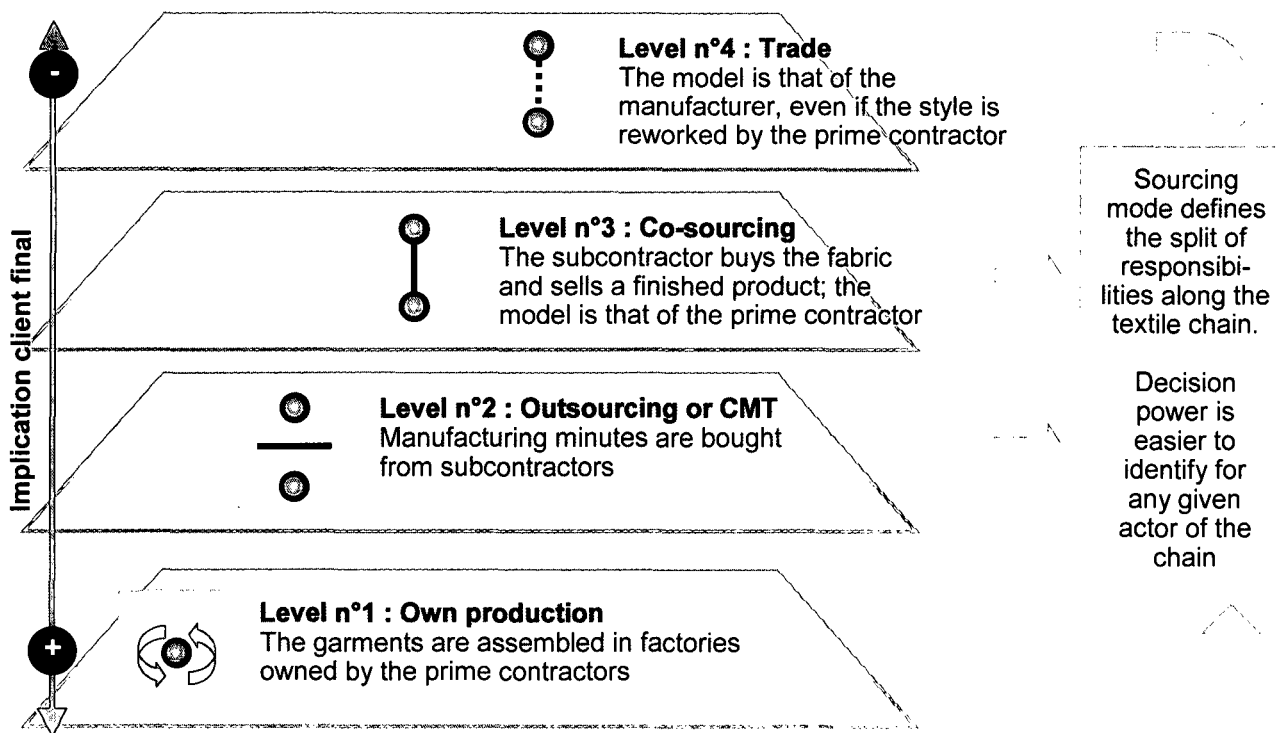 -
Level n°4 : Trade
The model is that of the
manufacturer, even if the style is
reworked by the prime contractor
Level n°3 : Co-sourcing
The subcontractor buys the fabric
and sells a finished product; the
model is that of the prime contractor
Level n°2 : Outsourcing or CMT
Manufacturing minutes are bought
from subcontractors
Level n°1 : Own production
The garments are assembled in factories
owned by the prime contractors
+
Implication client final
Sourcing
mode defines
the split of
responsibi-
lities along the
textile chain.
Decision
power is
easier to
identify for
any given
actor of the
chain